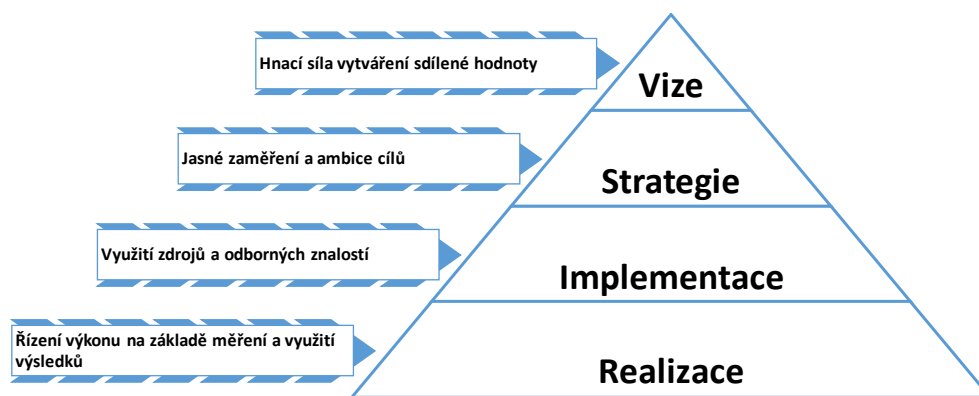 Hnací síla vytváření sdílené hodnoty
Vize
Jasné zaměření a ambice cílů
Strategie
Využití zdrojů a odborných znalostí
Implementace
Řízení výkonu na základě měření a využití
výsledků
Realizace